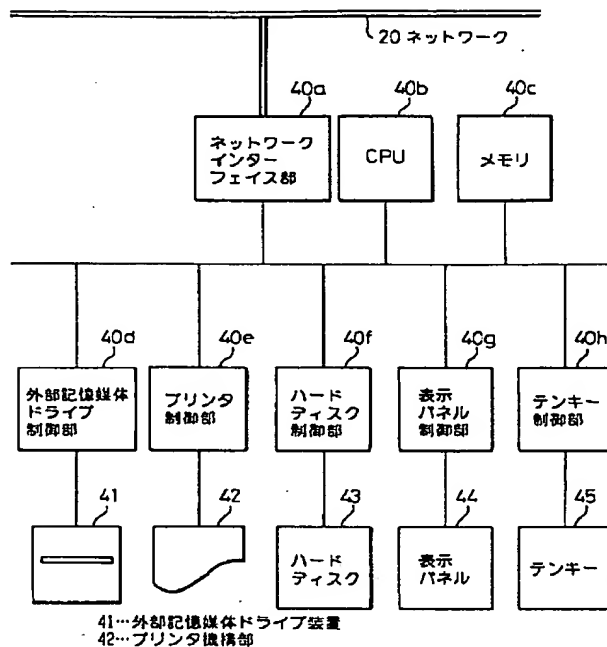 20 ネットワーク
40a
40b
40c
ネットワーク
インター
フェイス部
CPU
メモリ
40d
40e
40f
40g
40h
外部記憶媒体
ドライブ
制御部
プリンタ
制御部
ハード
ディスク
制御部
表示
パネル
制御部
テンキー
制御部
41
42
43
44
45
ハード
ディスク
表示
パネル
テンキー
41…外部記憶媒体ドライブ装置
42…プリンタ機構部